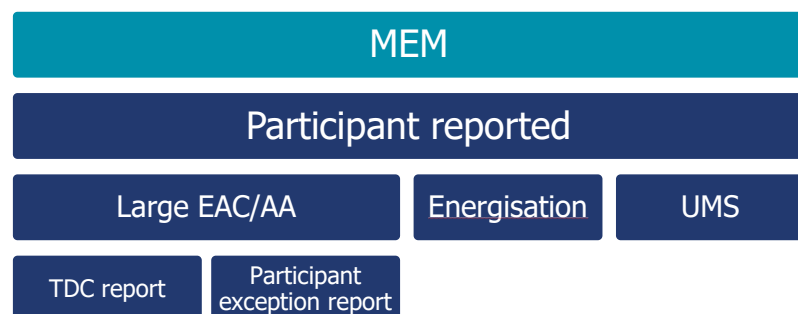 MEM
Participant reported
Large EAC/AA
Energisation
UMS
TDC report
Participant
exception report